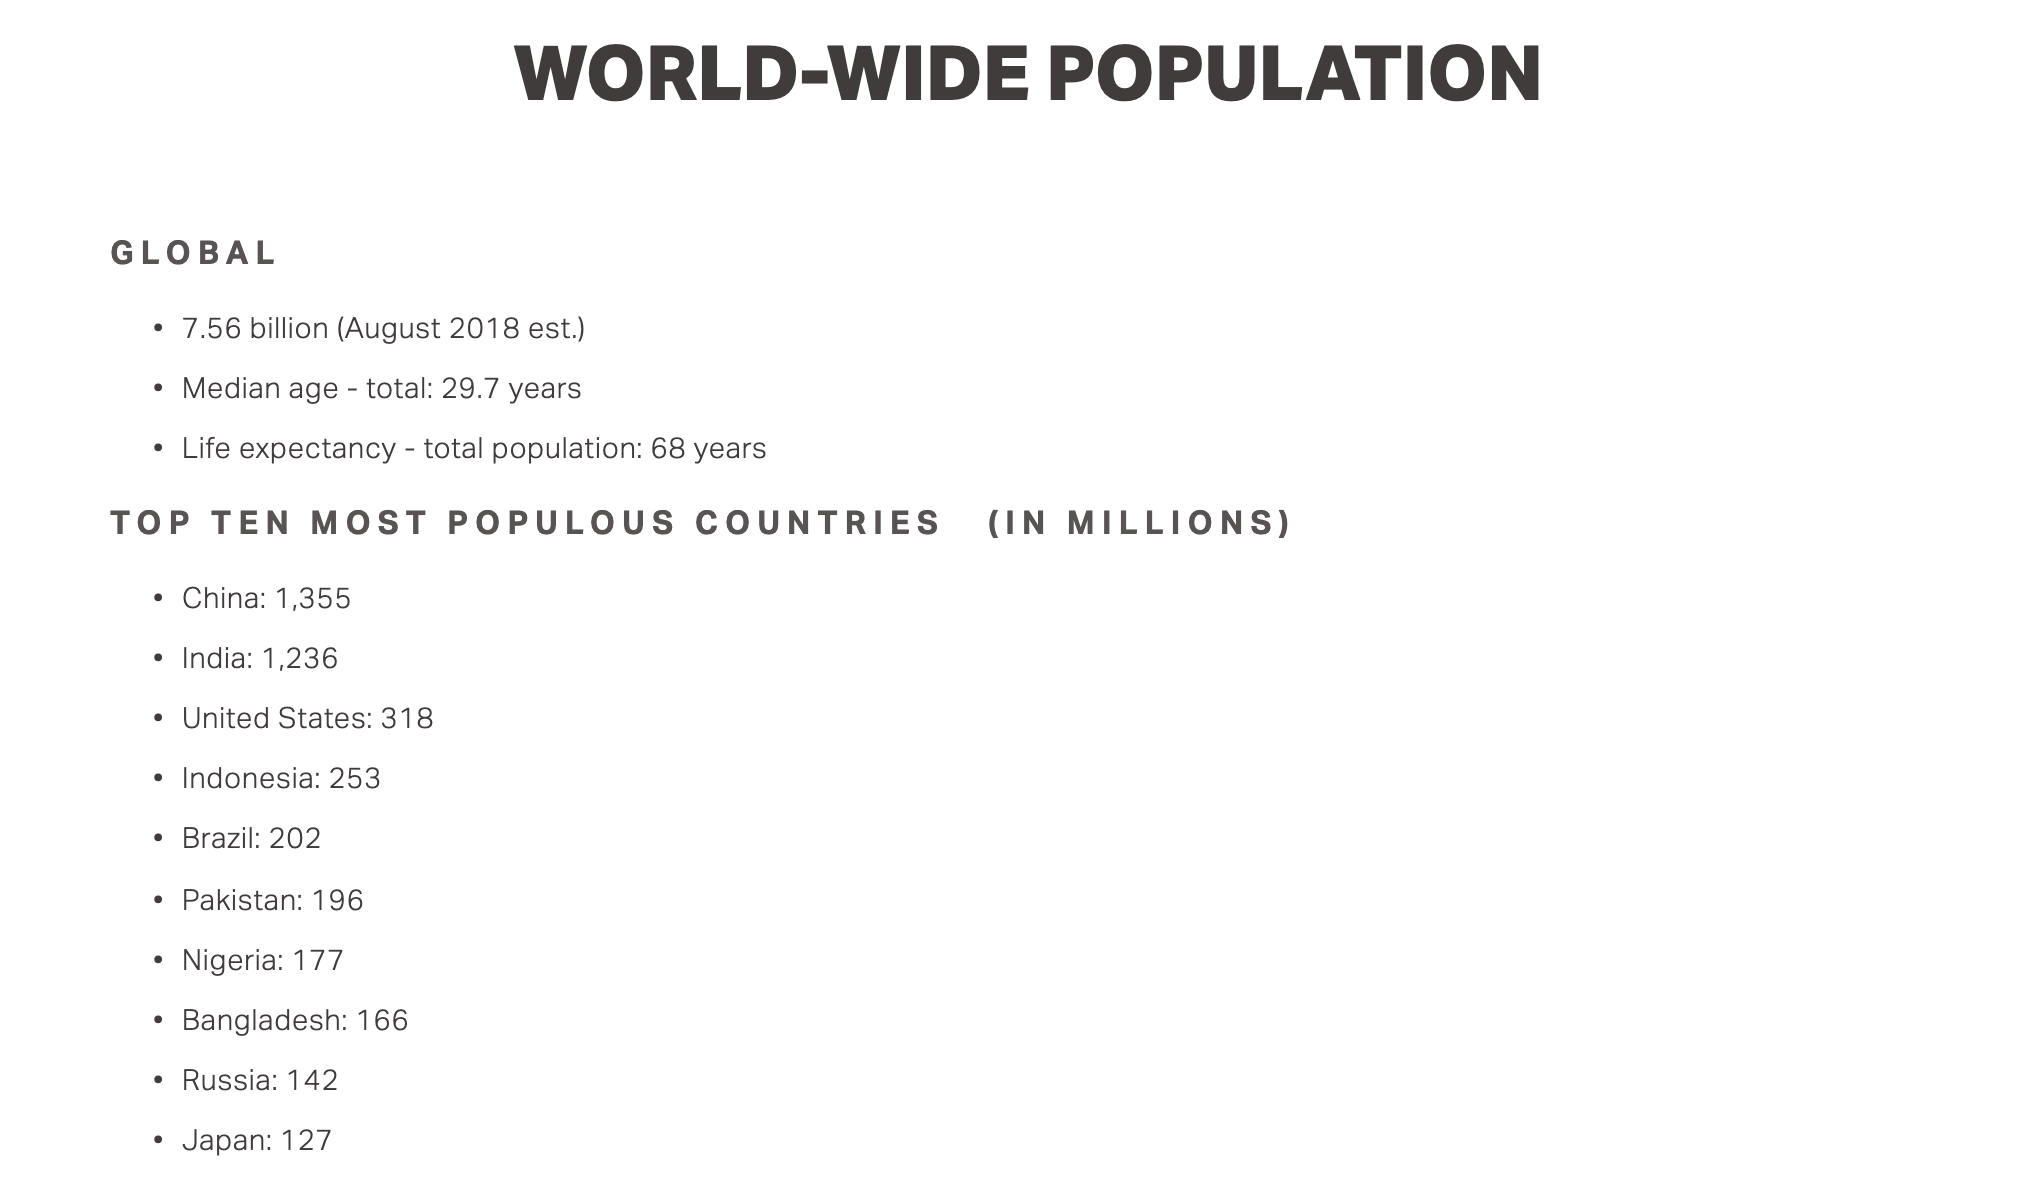 WORLD-WIDE POPULATION
GLOBAL
• 7.56 billion (August 2018 est.)
• Median age - total: 29.7 years
• Life expectancy - total population: 68 years
TOP TEN MOST POPULOUS COUNTRIES (IN MILLIONS)
• China: 1,355
• India: 1,236
• United States: 318
• Indonesia: 253
• Brazil: 202
• Pakistan: 196
• Nigeria: 177
• Bangladesh: 166
• Russia: 142
• Japan: 127